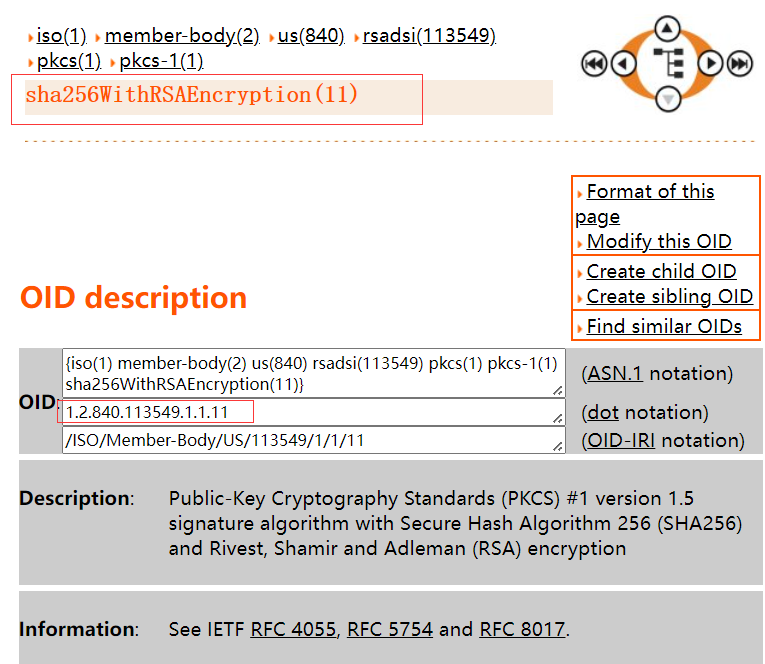 iso(1) member-body(2) us(840) rsadsi(113549)
pkcs(1) pkcs-1(1)
sha256WithRSAEncryption(11)
Format of this
page
Modify this OID
Create child OID
Create sibling OID
Find similar OIDs
OID description
OID:
{iso(1) member-body(2) us(840) rsadsi(113549) pkcs(1) pkcs-1(1)
sha256WithRSAEncryption(11)}
(ASN.1 notation)
1.2.840.113549.1.1.11
(dot notation)
/ISO/Member-Body/US/113549/1/1/11
(OID-IRI notation)
Description: Public-Key Cryptography Standards (PKCS) #1 version 1.5
signature algorithm with Secure Hash Algorithm 256 (SHA256)
and Rivest, Shamir and Adleman (RSA) encryption
Information: See IETF RFC 4055, RFC 5754 and RFC 8017.